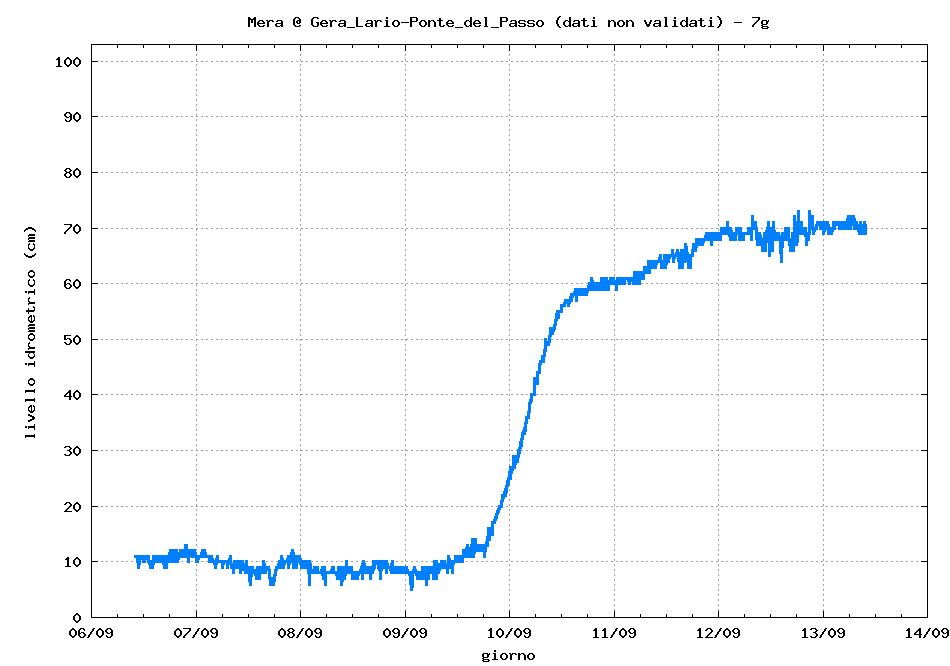 Mera @ Gera_Lario-Ponte_del_Passo (dati non validati) - 7g
livello idrometrico (cm)
100
90
80
70
60
50
40
30
20
10
0
06/09 07/09 08/09 09/09 10/09 11/09 12/09 13/09 14/09
giorno